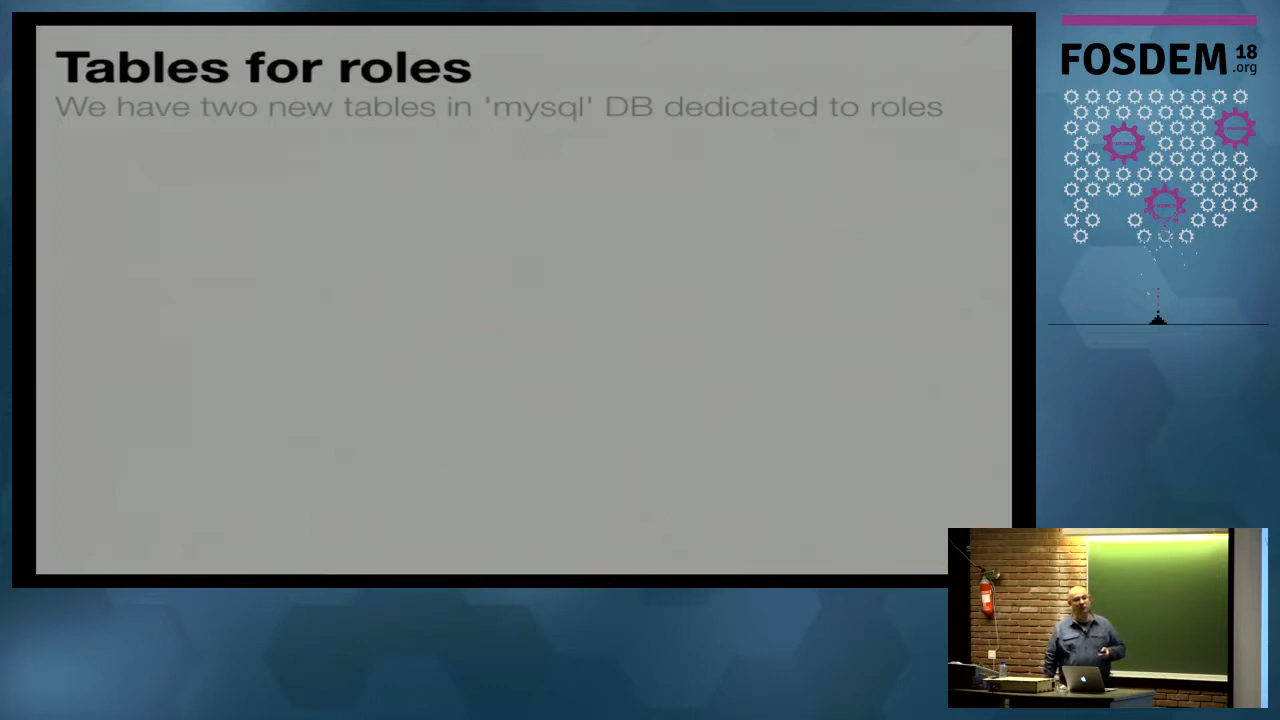 Tables for roles
We have two new tables in 'mysql' DB dedicated to roles
FOSDEM 18
.org